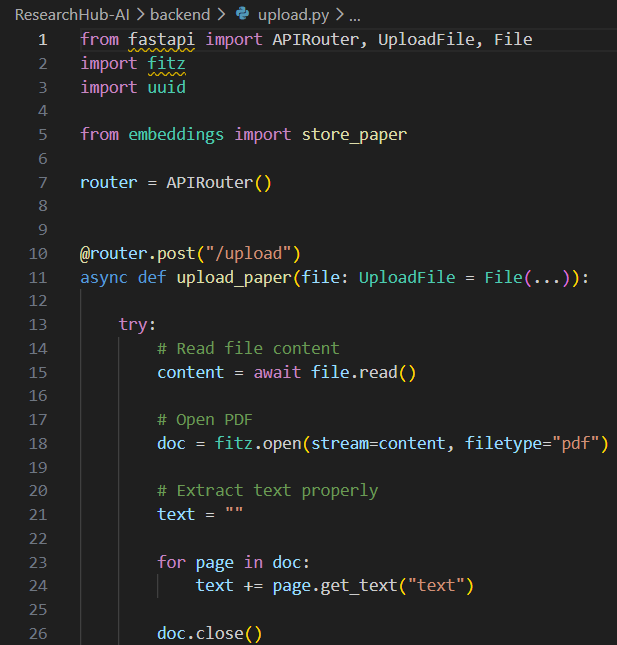 ResearchHub-AI > backend > upload.py > ...
1 from fastapi import APIRouter, UploadFile, File
2 import fitz
3 import uuid
4
5 from embeddings import store_paper
6
7 router = APIRouter()
8
9
10 @router.post("/upload")
11 async def upload_paper(file: UploadFile = File(...)):
12
13     try:
14         # Read file content
15         content = await file.read()
16
17         # Open PDF
18         doc = fitz.open(stream=content, filetype="pdf")
19
20         # Extract text properly
21         text = ""
22
23         for page in doc:
24             text += page.get_text("text")
25
26         doc.close()